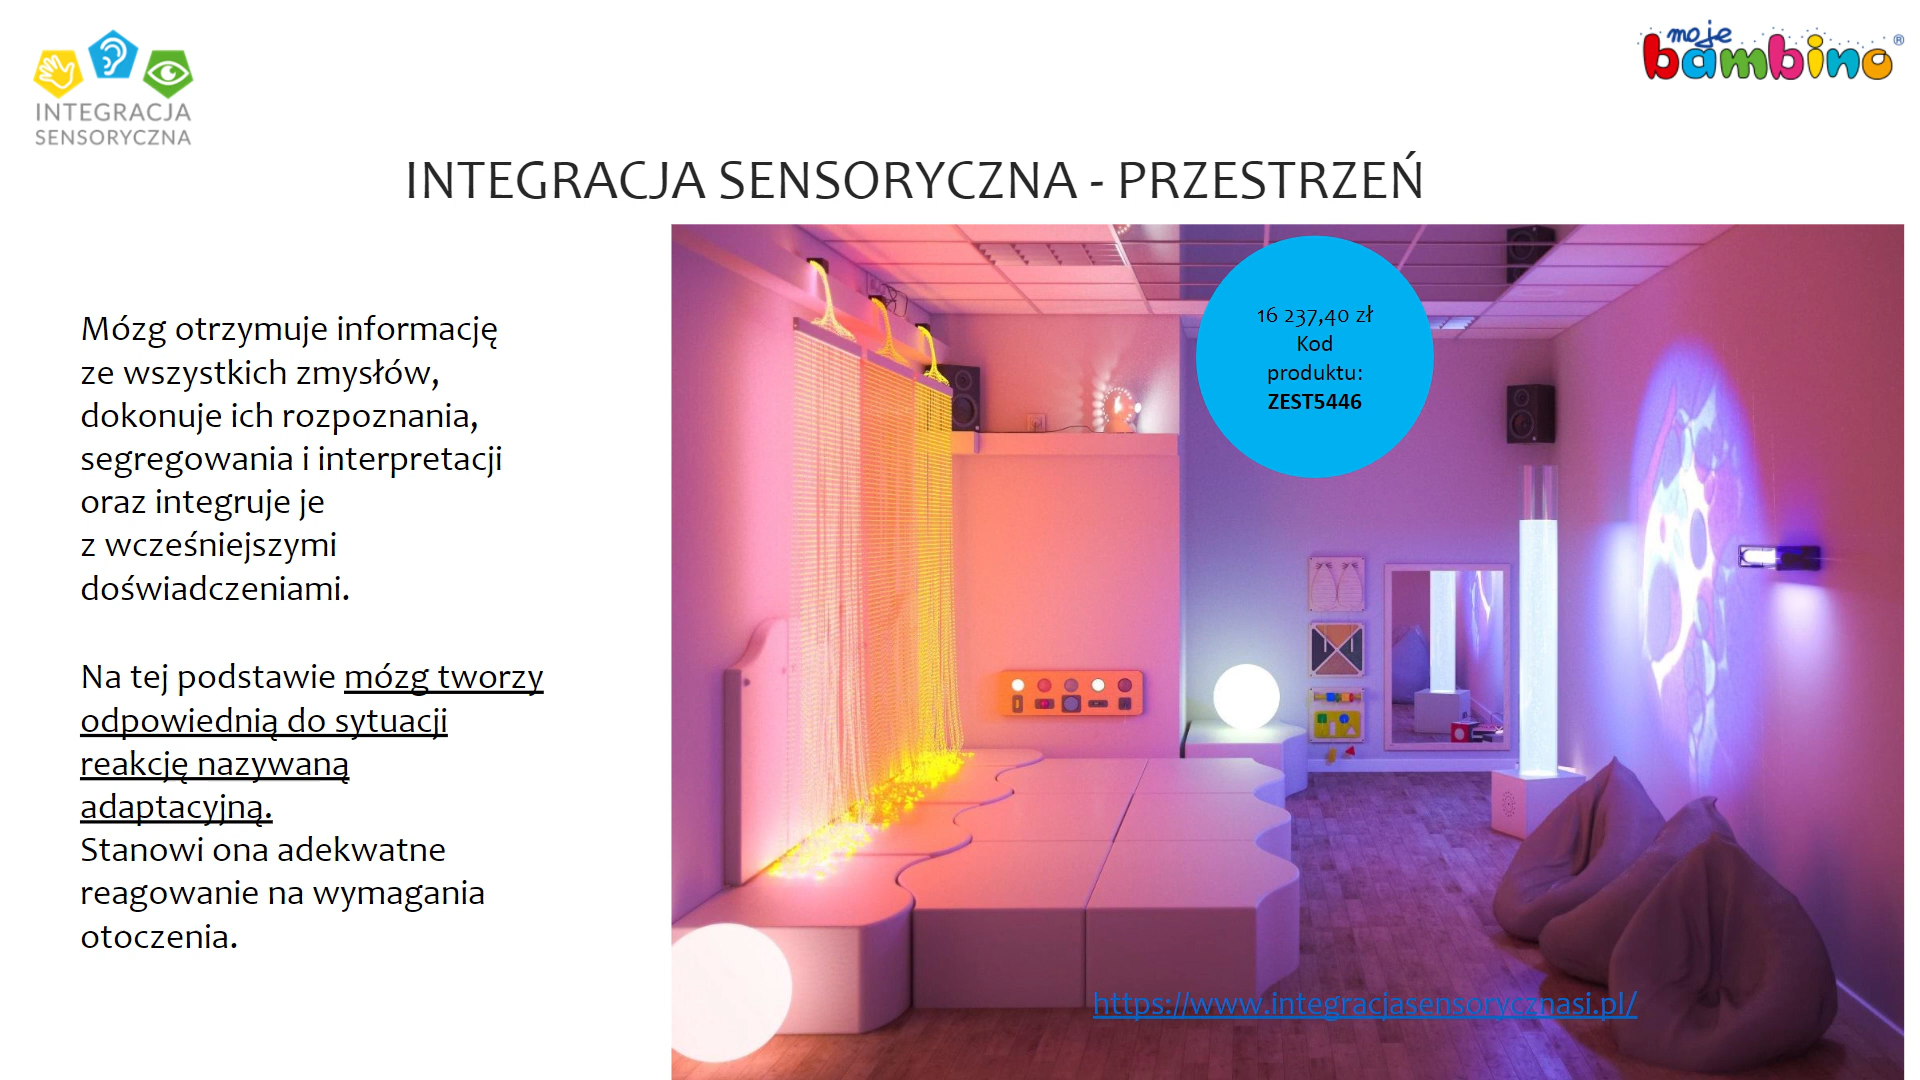 INTEGRACJA
SENSORYCZNA
moje
bambino®
INTEGRACJA SENSORYCZNA - PRZESTRZEŃ
Mózg otrzymuje informację
ze wszystkich zmysłów,
dokonuje ich rozpoznania,
segregowania i interpretacji
oraz integruje je
z wcześniejszymi
doświadczeniami.
Na tej podstawie mózg tworzy
odpowiednią do sytuacji
reakcję nazywaną
adaptacyjną.
Stanowi ona adekwatne
reagowanie na wymagania
otoczenia.
16 237,40 zł
Kod
produktu:
ZEST5446
https://www.integracjasensorycznasi.pl/